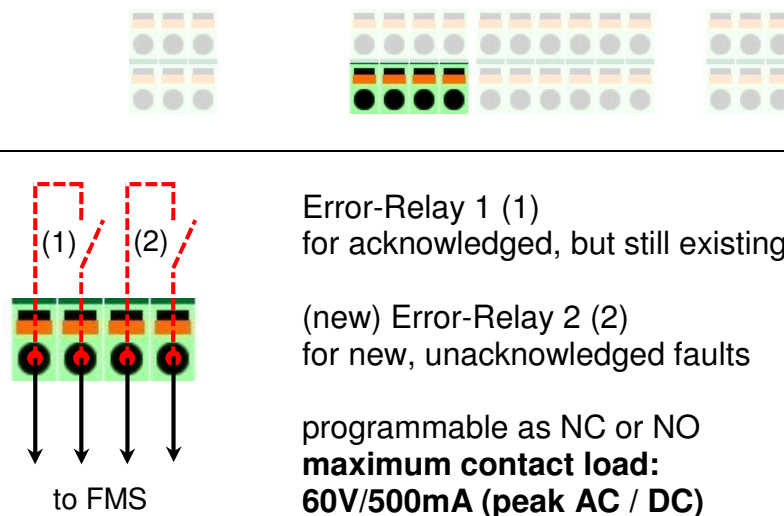 (1)
(2)
to FMS
Error-Relay 1 (1)
for acknowledged, but still existing
(new) Error-Relay 2 (2)
for new, unacknowledged faults
programmable as NC or NO
maximum contact load:
60V/500mA (peak AC / DC)